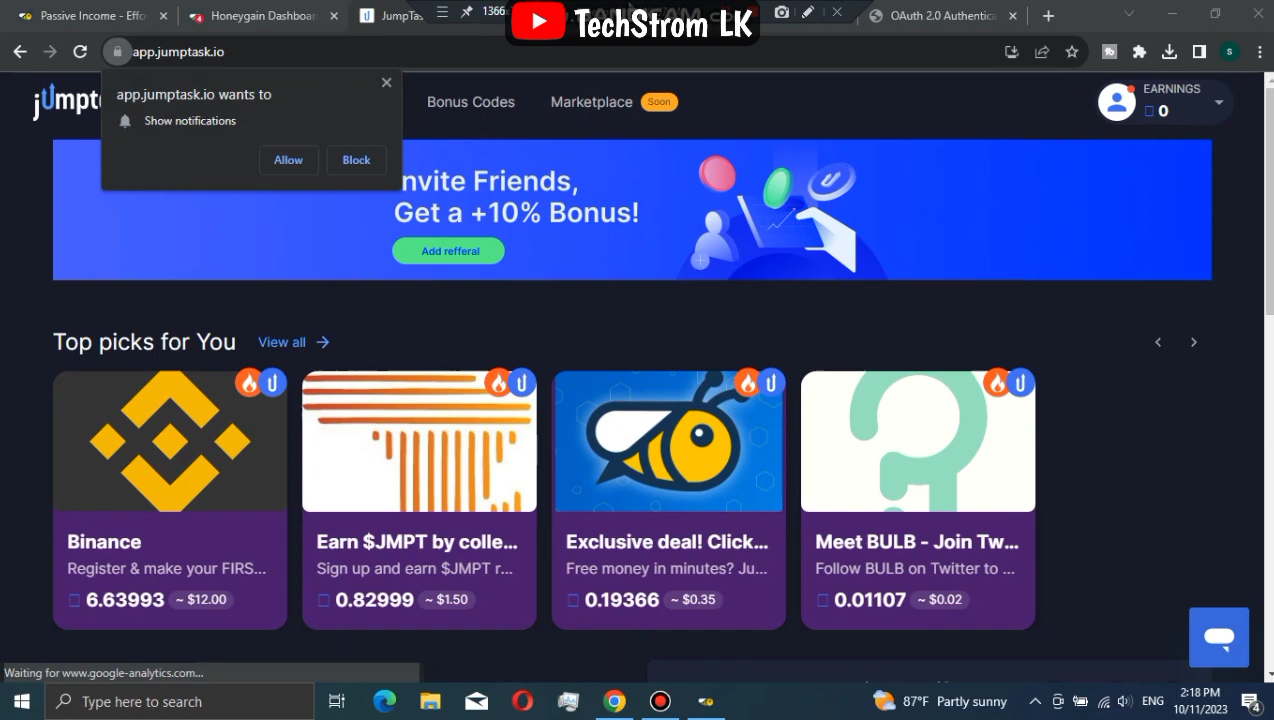 Passive Income - Effo
Honeygain Dashboar
JumpTa
1366
TechStrom LK
OAuth 2.0 Authentica
app.jumptask.io
S
jumpt
app.jumptask.io wants to
Show notifications
Allow
Block
Bonus Codes
Marketplace
Soon
EARNINGS
0
nvite Friends,
Get a +10% Bonus!
Add refferal
Top picks for You
View all
Binance
Register & make your FIRS...
6.63993
~ $12.00
Earn $JMPT by colle...
Sign up and earn $JMPT r...
0.82999
~ $1.50
Exclusive deal! Click...
Free money in minutes? Ju...
0.19366
~ $0.35
Meet BULB - Join Tw...
Follow BULB on Twitter to ...
0.01107
~ $0.02
Waiting for www.google-analytics.com...
Type here to search
87°F Partly sunny
ENG
2:18 PM
10/11/2023
4